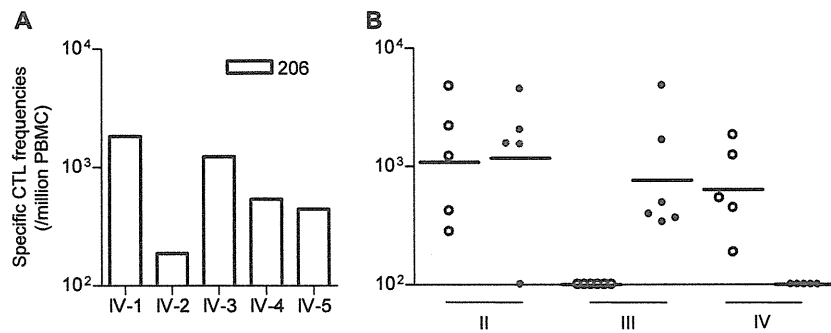 A
Specific CTL frequencies
(/million PBMC)
10⁴
10³
10²
206
IV-1 IV-2 IV-3 IV-4 IV-5
B
10⁴
10³
10²
II III IV